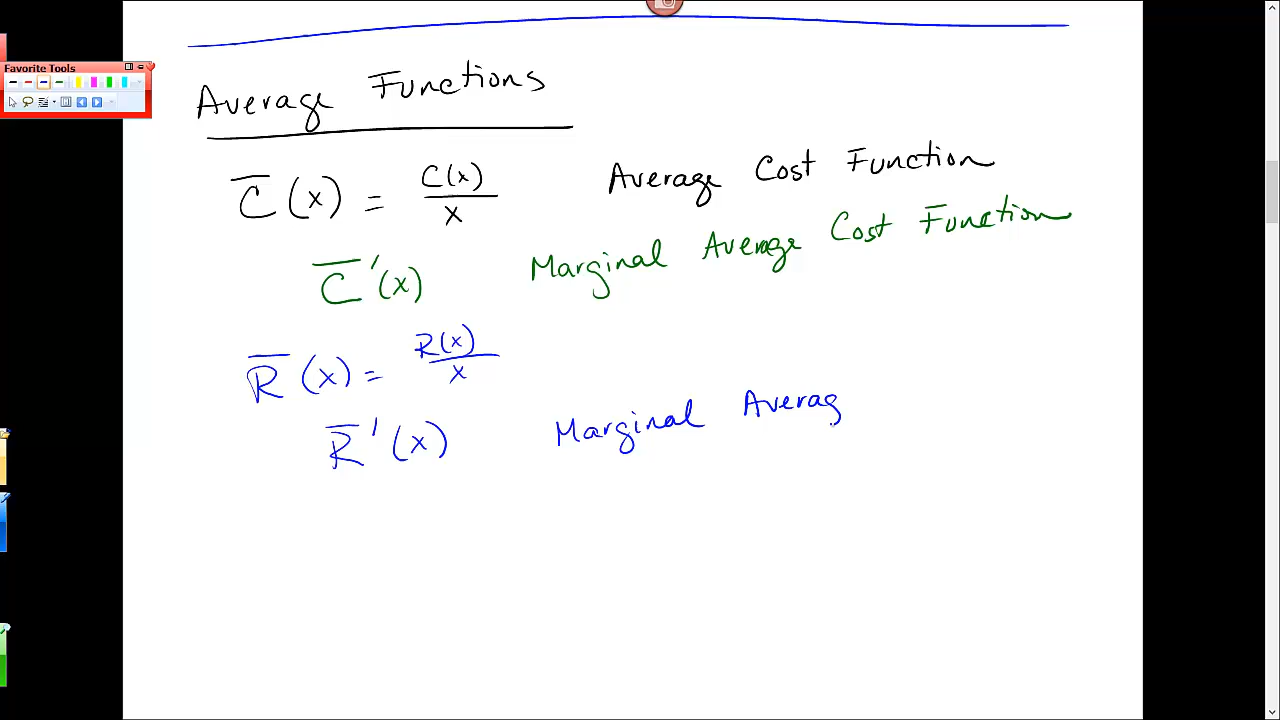 Favorite Tools
Average Functions
C̅(x) = C(x)/x Average Cost Function
C̅'(x) Marginal Average Cost Function
R̅(x) = R(x)/x
R̅'(x) Marginal Averag